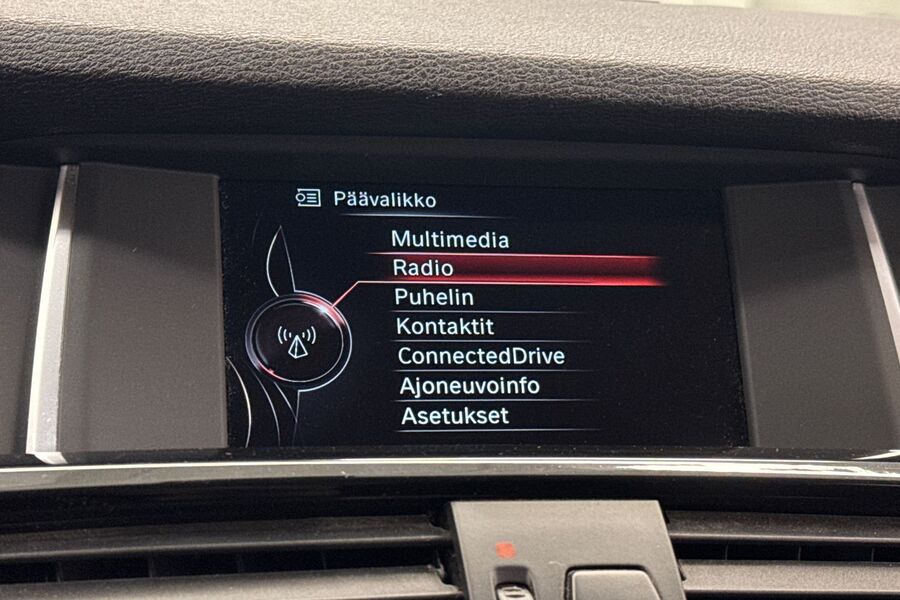 Päävalikko
Multimedia
Radio
Puhelin
Kontaktit
ConnectedDrive
Ajoneuvoinfo
Asetukset